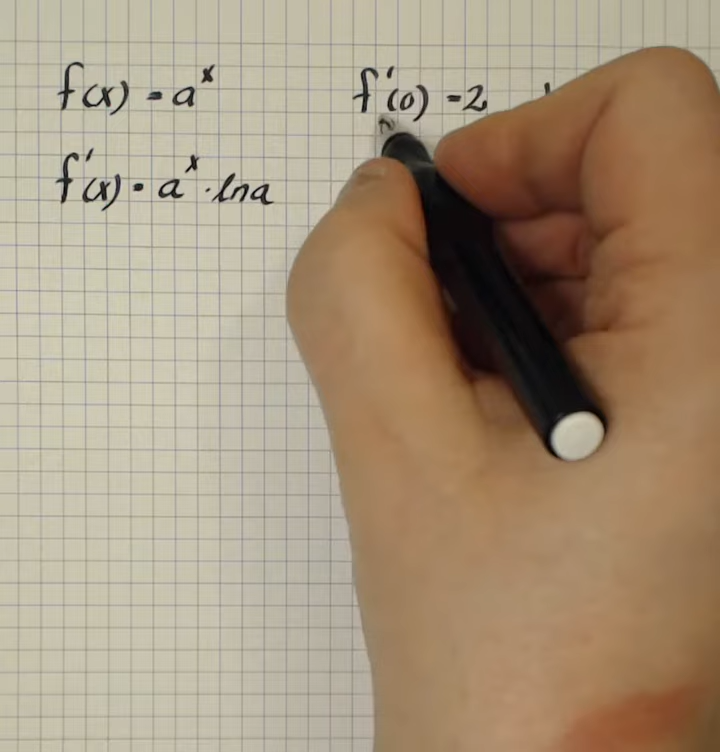 f(x) = a^x
f'(0) = 2
f'(x) = a^x · ln a